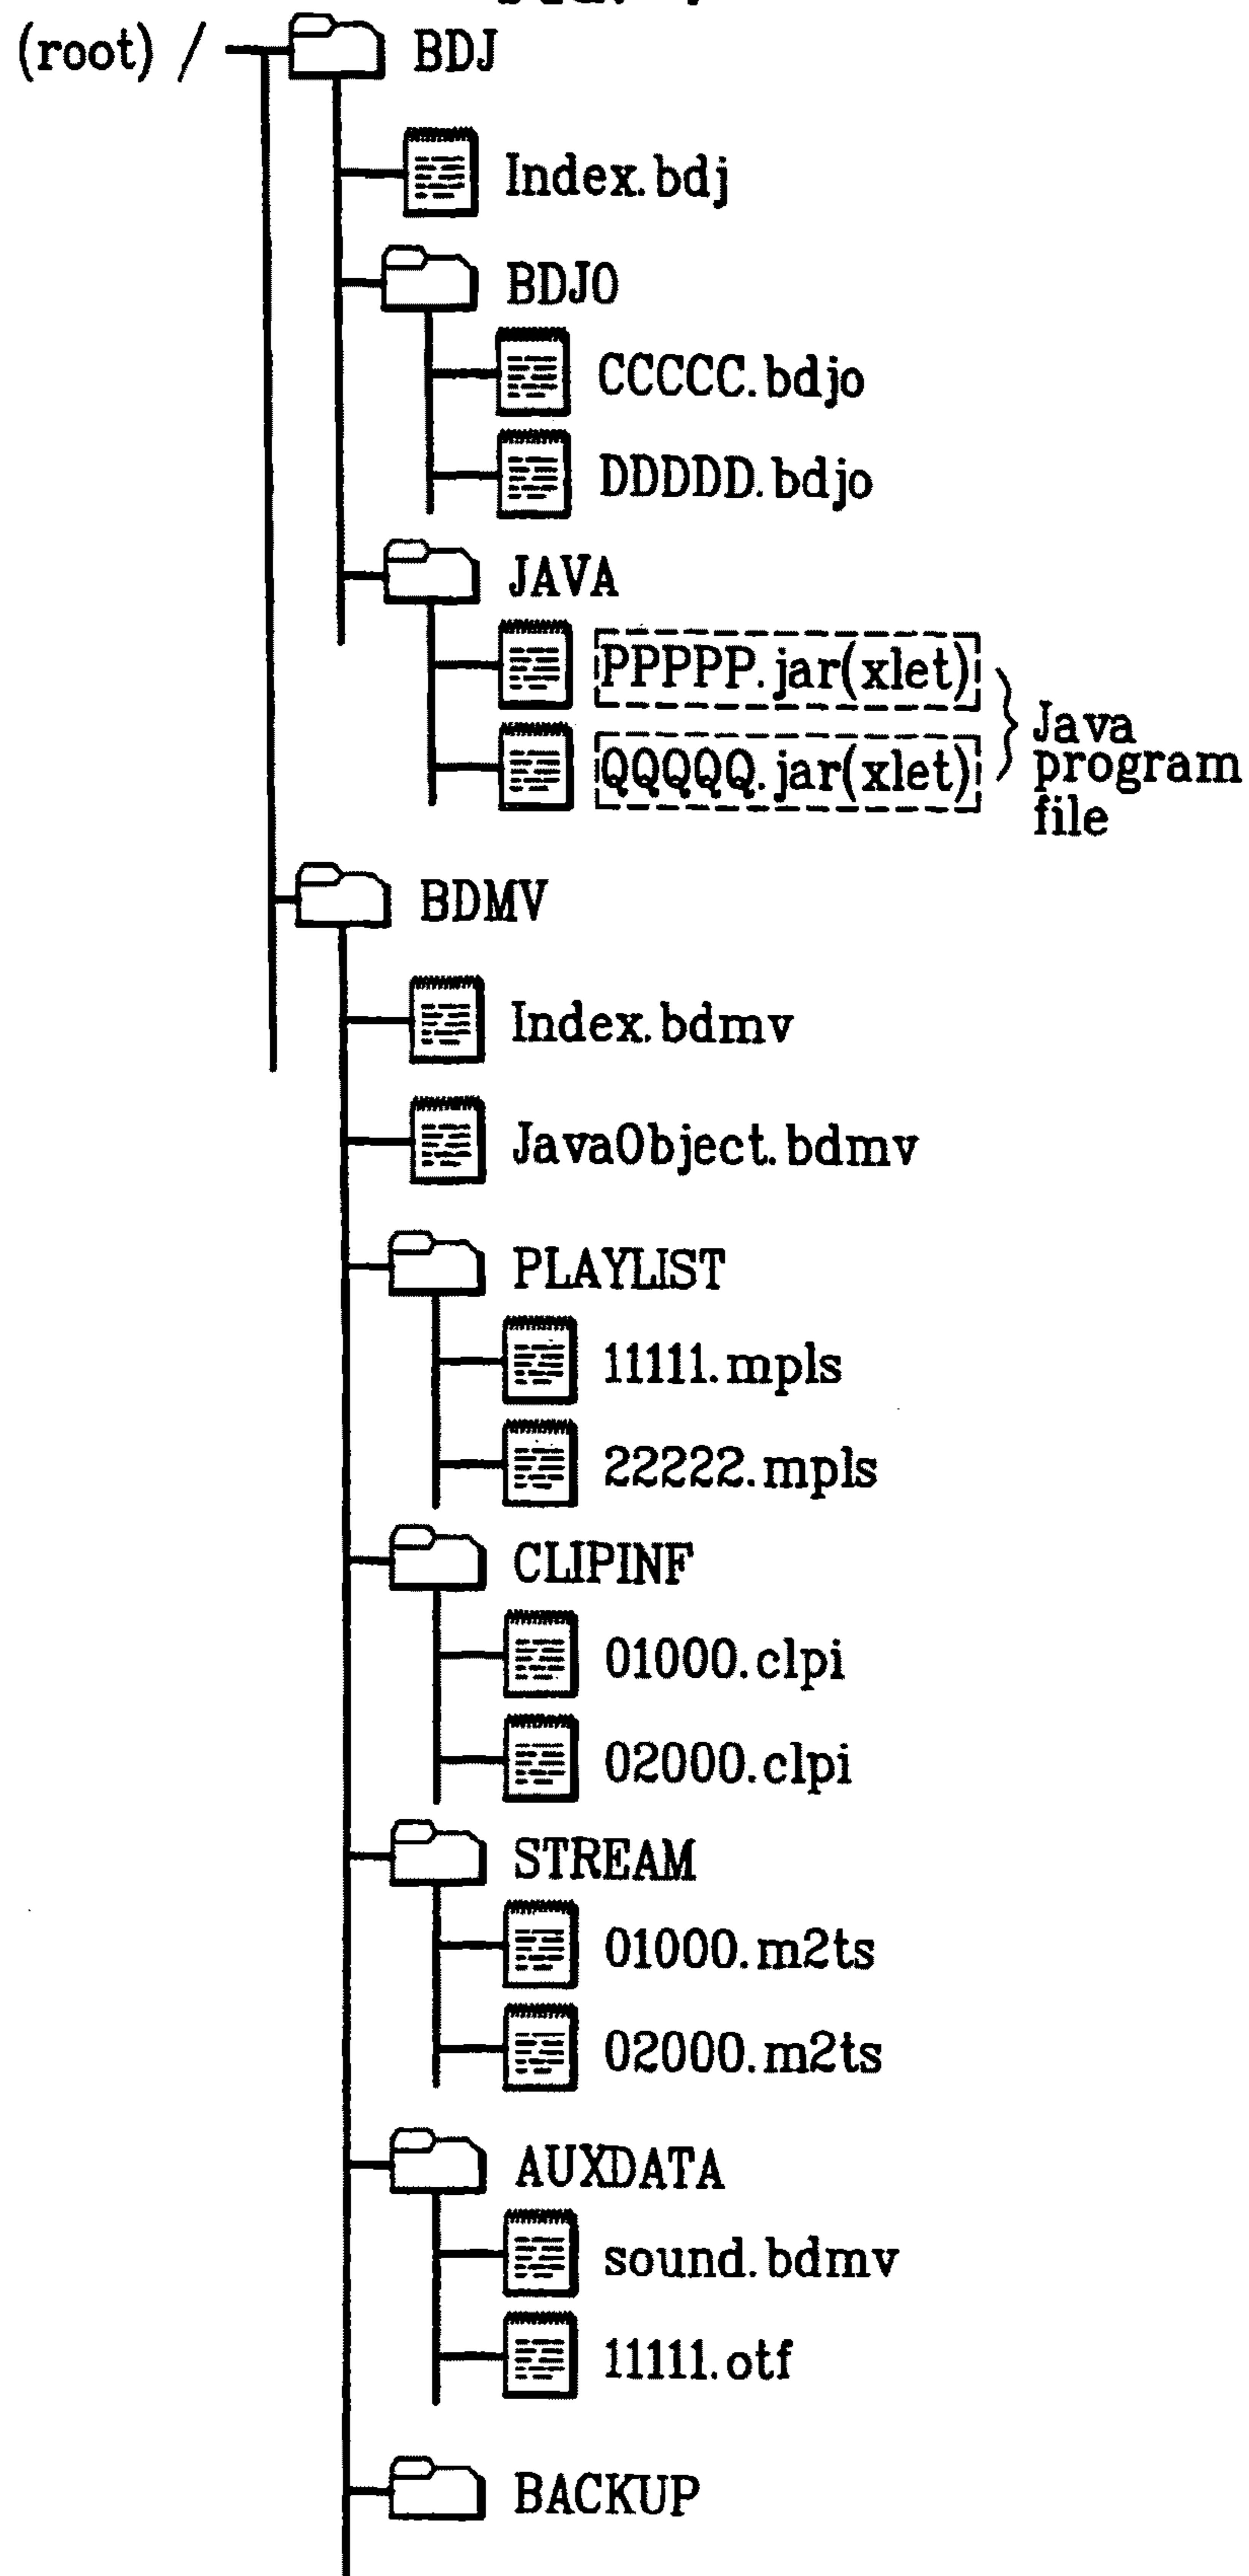 (root) / BDJ
Index.bdj
BDJO
CCCCC.bdjo
DDDDD.bdjo
JAVA
PPPPP.jar(xlet)
QQQQQ.jar(xlet)
Java
program
file
BDMV
Index.bdmv
JavaObject.bdmv
PLAYLIST
11111.mpls
22222.mpls
CLIPINF
01000.clpi
02000.clpi
STREAM
01000.m2ts
02000.m2ts
AUXDATA
sound.bdmv
11111.otf
BACKUP